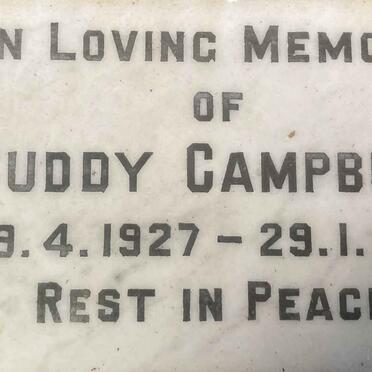 N LOVING MEMO
OF
UDDY CAMPB
9.4.1927 – 29.1.
REST IN PEAC